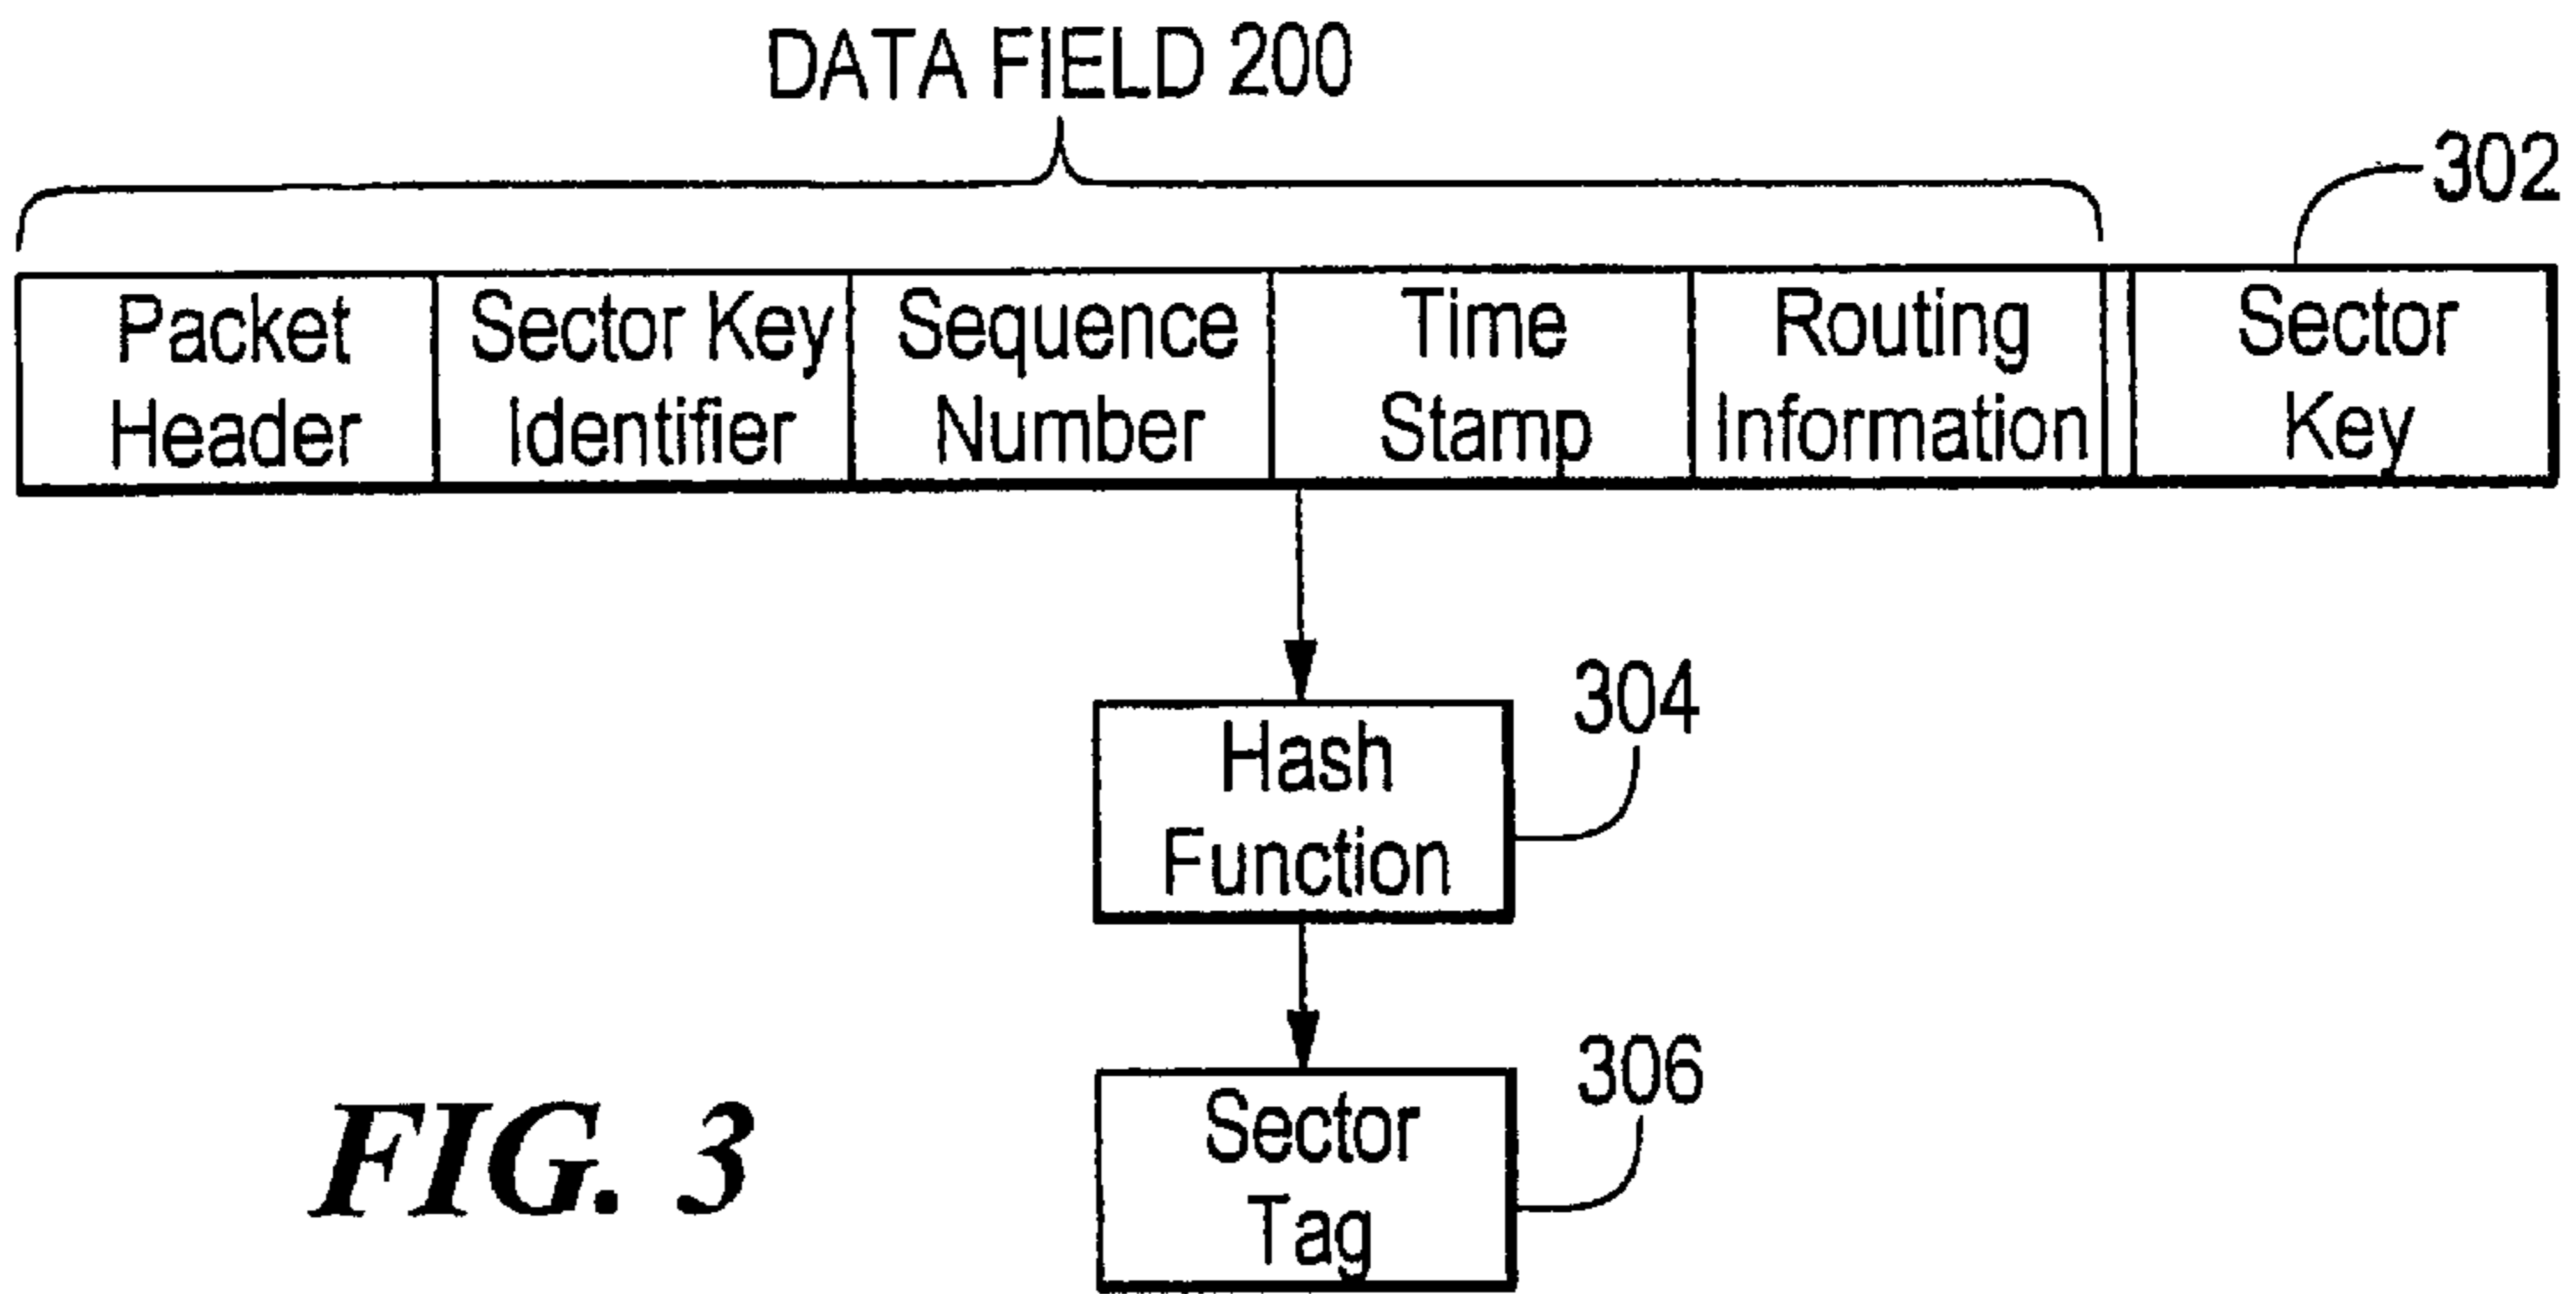 DATA FIELD 200
302
Packet Header
Sector Key Identifier
Sequence Number
Time Stamp
Routing Information
Sector Key
Hash Function
304
Sector Tag
306
FIG. 3